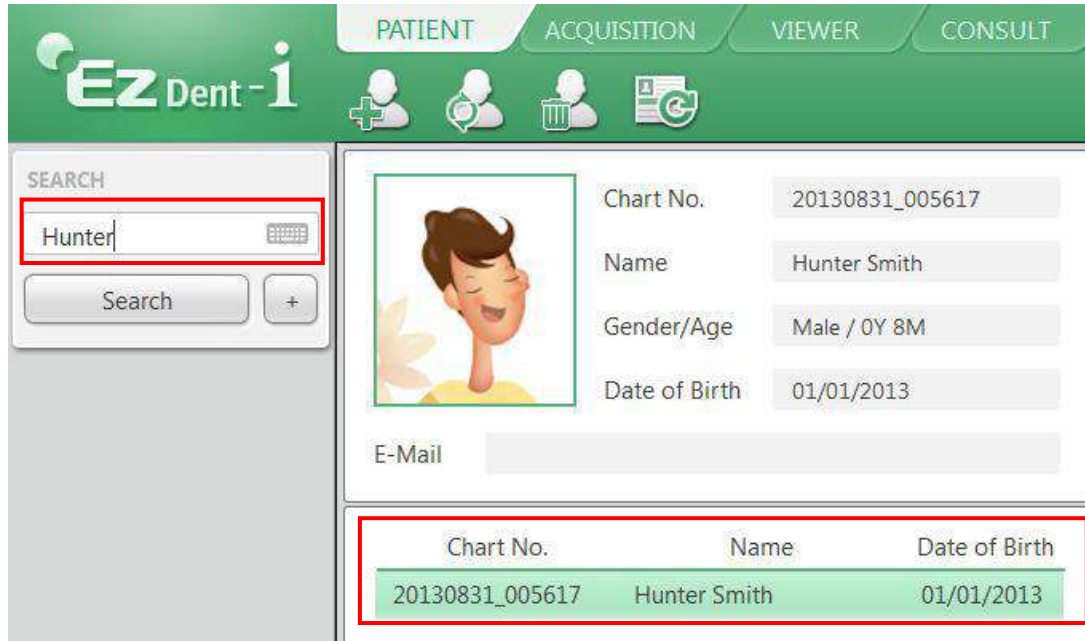 PATIENT ACQUISITION VIEWER CONSULT
Ez Dent-i
SEARCH
Hunter
Search +
Chart No. 20130831_005617
Name Hunter Smith
Gender/Age Male / 0Y 8M
Date of Birth 01/01/2013
E-Mail
Chart No. Name Date of Birth
20130831_005617 Hunter Smith 01/01/2013